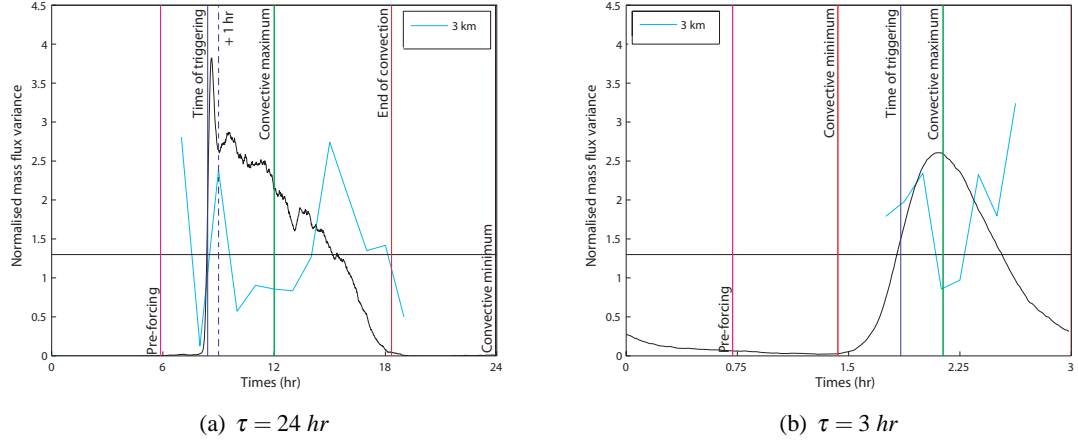 4.5
4
3.5
3
2.5
2
1.5
1
0.5
0
Normalised mass flux variance
3 km
Pre-forcing
Time of triggering
+ 1 hr
Convective maximum
End of convection
Convective minimum
6
12
18
24
Times (hr)
(a) τ = 24 hr
4.5
4
3.5
3
2.5
2
1.5
1
0.5
0
Normalised mass flux variance
3 km
Pre-forcing
Convective minimum
Time of triggering
Convective maximum
0
0.75
1.5
2.25
3
Times (hr)
(b) τ = 3 hr